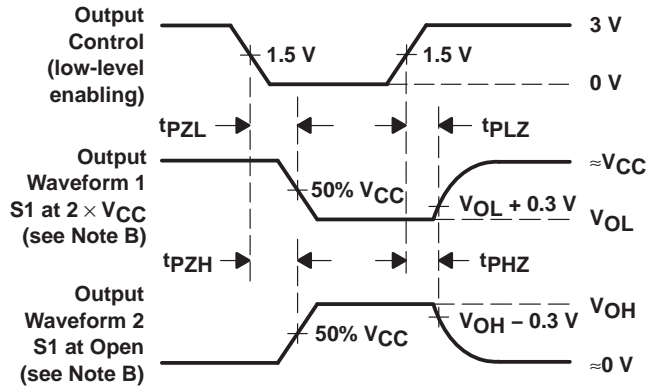 Output
Control
(low-level
enabling)
1.5 V
1.5 V
3 V
0 V
tPZL
tPLZ
Output
Waveform 1
S1 at 2 × VCC
(see Note B)
50% VCC
VOL + 0.3 V
≈VCC
VOL
tPZH
tPHZ
Output
Waveform 2
S1 at Open
(see Note B)
50% VCC
VOH − 0.3 V
VOH
≈0 V